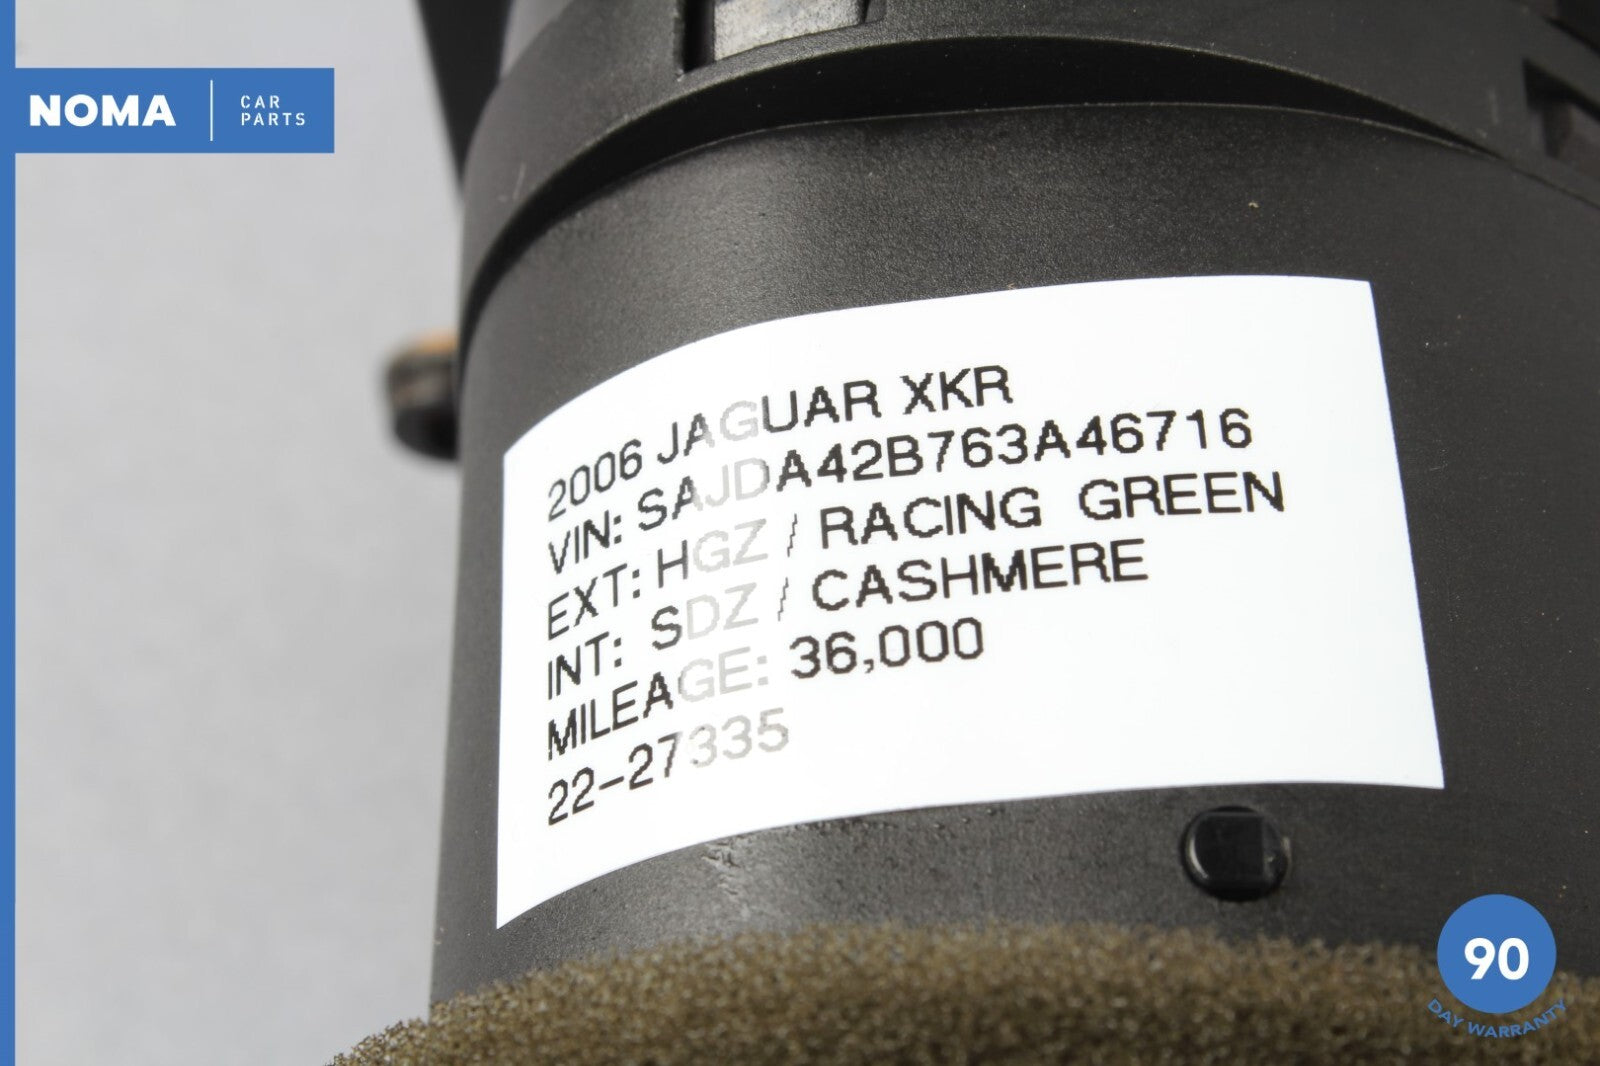 NOMA
CAR
PARTS
2006 JAGUAR XKR
VIN: SAJDA42B763A46716
EXT: HGZ / RACING GREEN
INT: SDZ / CASHMERE
MILEAGE: 36,000
22-27335
90
DAY WARRANTY